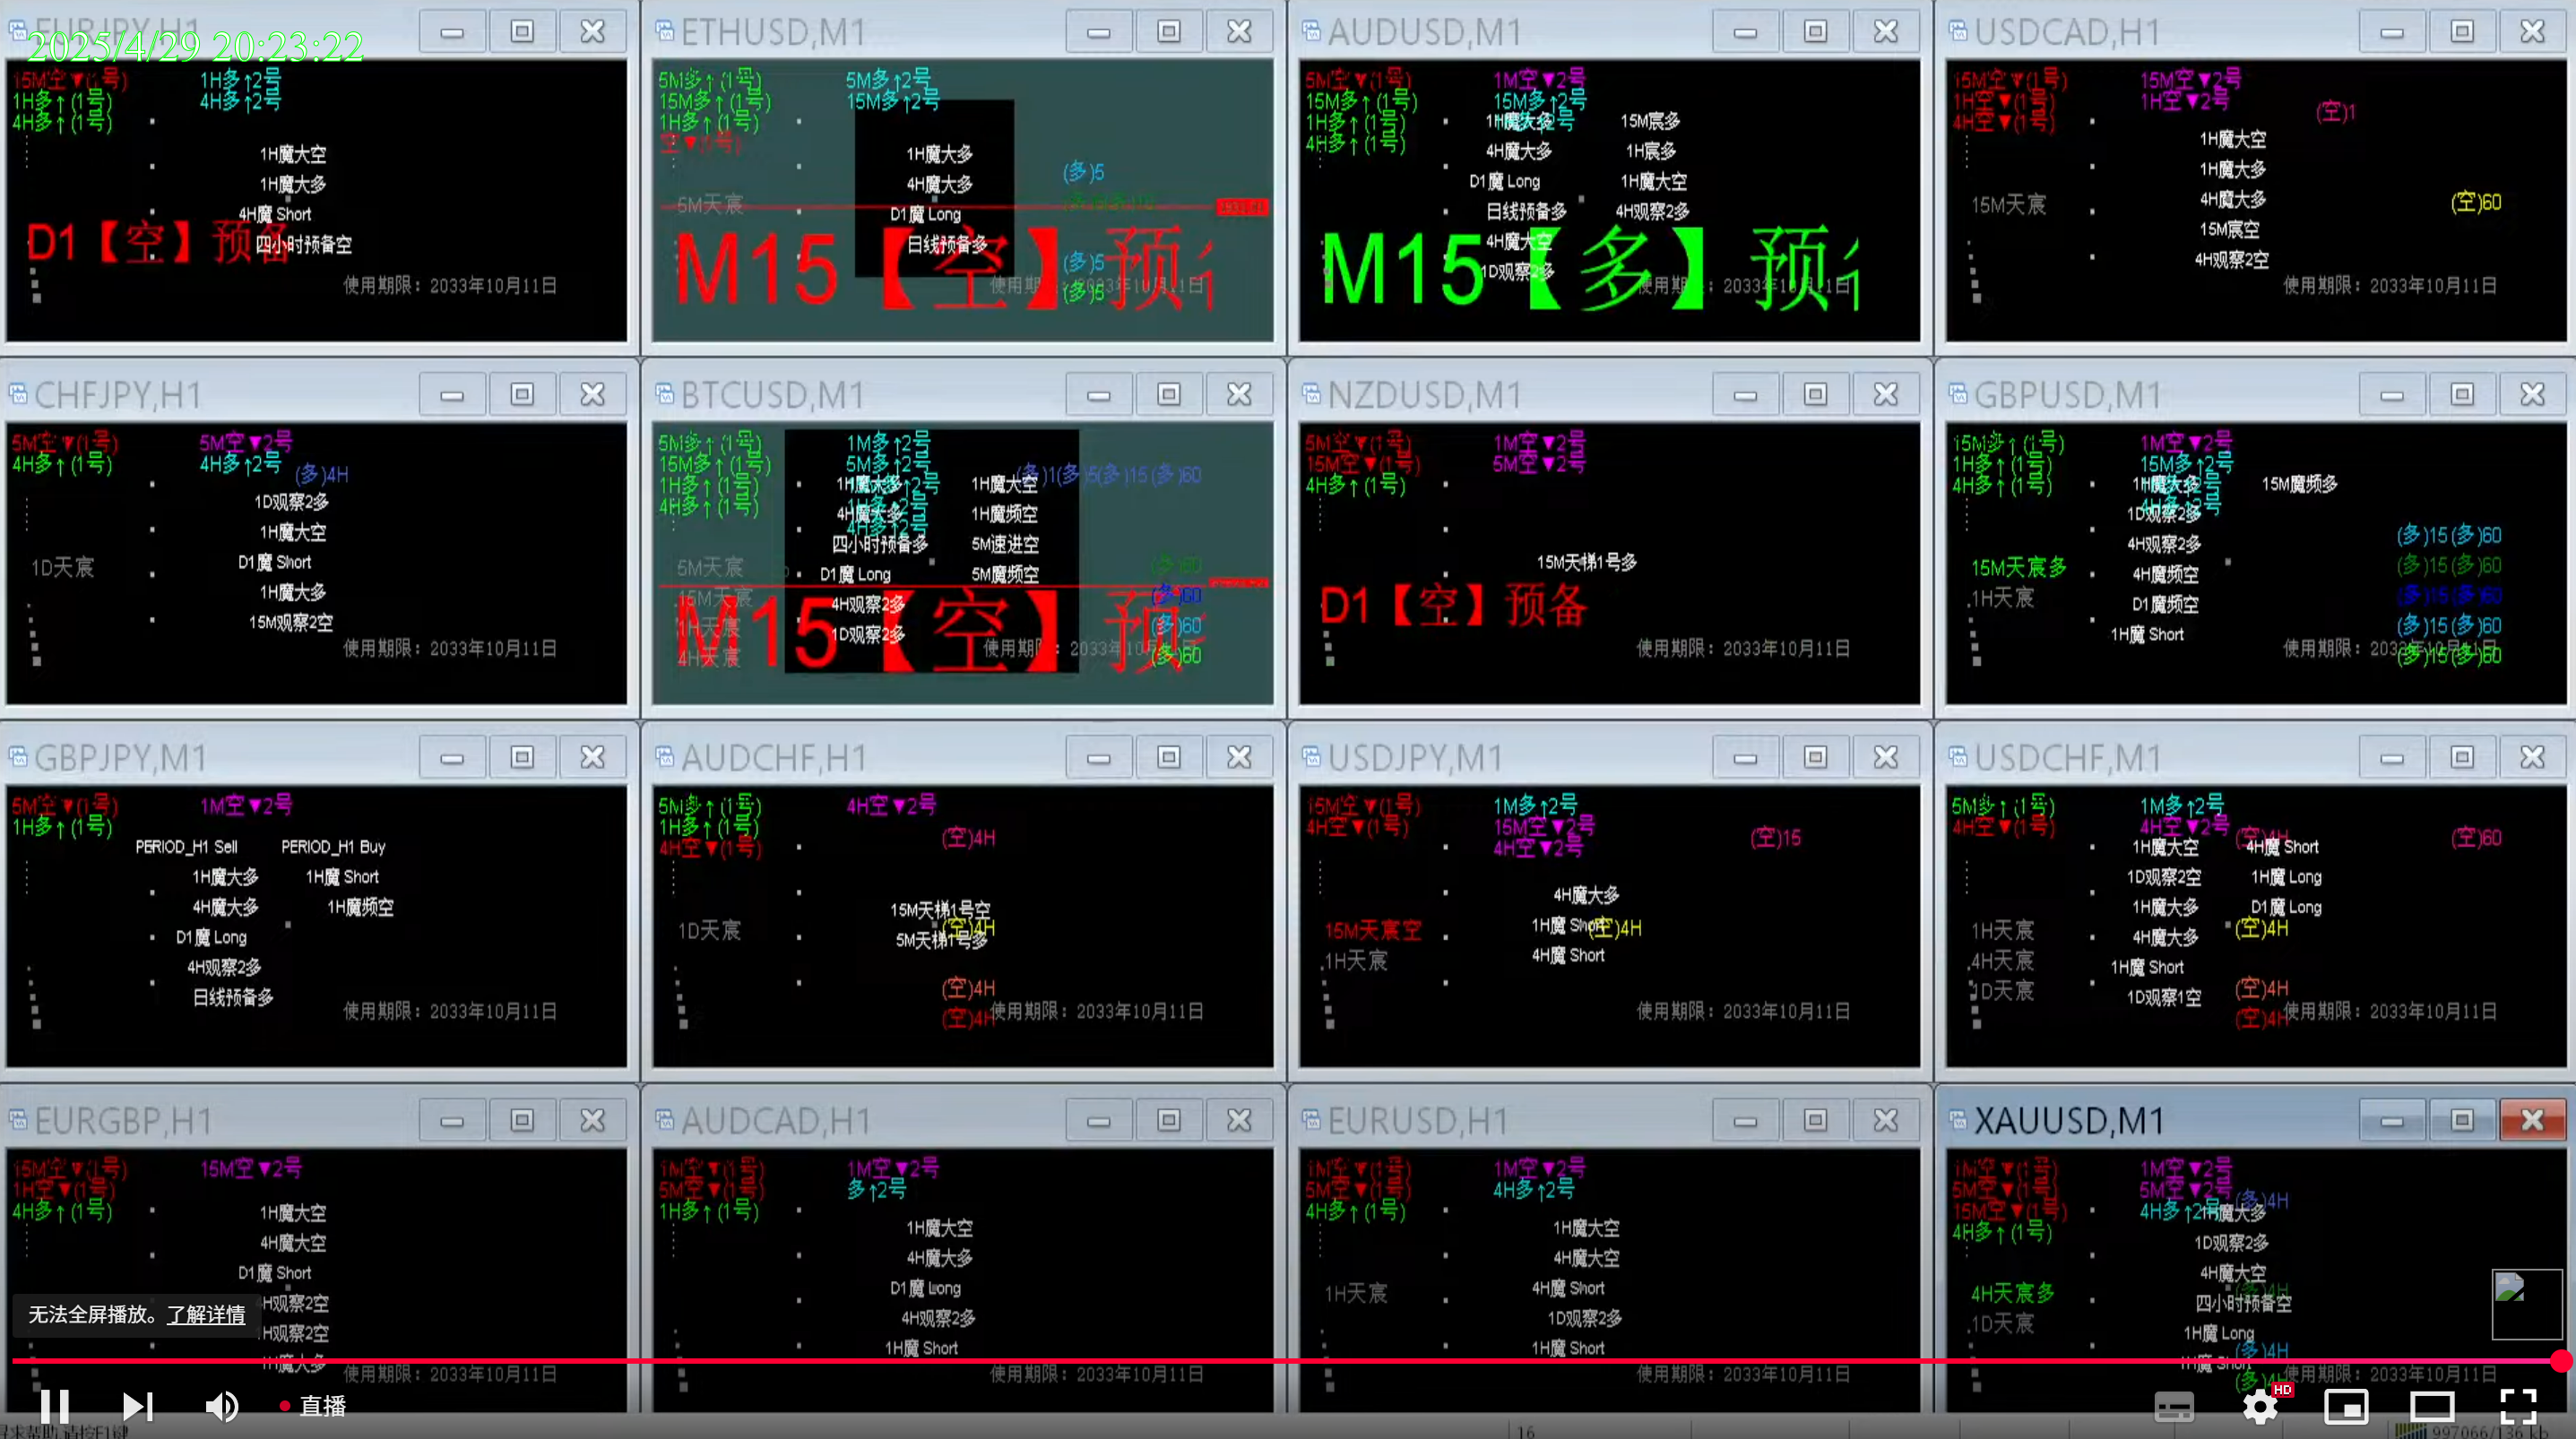 EURJPY,H1
2025/4/29 20:23:22
15M空▼(1号)
1H多↑(1号)
4H多↑(1号)
1H多↑2号
4H多↑2号
1H魔大空
1H魔大多
4H魔 Short
D1【空】预备
四小时预备空
使用期限：2033年10月11日
ETHUSD,M1
5M多↑(1号)
15M多↑(1号)
1H多↑(1号)
5M多↑2号
15M多↑2号
1H魔大多
4H魔大多
D1魔 Long
日线预备多
(多)5
5M天宸
M15【空】预
(多)5
(多)5
AUDUSD,M1
5M空▼(1号)
15M多↑(1号)
1H多↑(1号)
4H多↑(1号)
1M空▼2号
15M多↑2号
1H魔大多
4H魔大多
D1魔 Long
日线预备多
4H魔大空
1D观察2多
15M宸多
1H宸多
1H魔大空
4H观察2多
M15【多】预
USDCAD,H1
15M空▼(1号)
1H空▼(1号)
4H空▼(1号)
15M空▼2号
1H空▼2号
(空)1
1H魔大空
1H魔大多
4H魔大多
15M宸空
4H观察2空
15M天宸
(空)60
使用期限：2033年10月11日
CHFJPY,H1
5M空▼(1号)
4H多↑(1号)
5M空▼2号
4H多↑2号
(多)4H
1D观察2多
1H魔大空
D1魔 Short
1H魔大多
15M观察2空
1D天宸
使用期限：2033年10月11日
BTCUSD,M1
5M多↑(1号)
15M多↑(1号)
1H多↑(1号)
4H多↑(1号)
1M多↑2号
5M多↑2号
4H多↑2号
1H魔大多
4H魔大多
四小时预备多
D1魔 Long
4H观察2多
1D观察2多
1H魔大空
1H魔频空
5M速进空
5M魔频空
(多)1(多)5(多)15(多)60
5M天宸
15M天宸
1H天宸
4H天宸
M15【空】预
(多)60
(多)60
(多)60
(多)60
NZDUSD,M1
5M空▼(1号)
15M空▼(1号)
4H多↑(1号)
1M空▼2号
5M空▼2号
15M天梯1号多
D1【空】预备
使用期限：2033年10月11日
GBPUSD,M1
15M多↑(1号)
1H多↑(1号)
4H多↑(1号)
1M空▼2号
15M多↑2号
4H多↑2号
1H魔大多
1D观察2多
4H观察2多
4H魔频空
D1魔频空
1H魔 Short
15M魔频多
15M天宸多
1H天宸
(多)15(多)60
(多)15(多)60
(多)15(多)60
(多)15(多)60
(多)15(多)60
GBPJPY,M1
5M空▼(1号)
1H多↑(1号)
1M空▼2号
PERIOD_H1 Sell
1H魔大多
4H魔大多
D1魔 Long
4H观察2多
日线预备多
PERIOD_H1 Buy
1H魔 Short
1H魔频空
使用期限：2033年10月11日
AUDCHF,H1
5M多↑(1号)
1H多↑(1号)
4H空▼(1号)
4H空▼2号
(空)4H
15M天梯1号空
(空)4H
5M天梯1号多
1D天宸
(空)4H
(空)4H
使用期限：2033年10月11日
USDJPY,M1
15M空▼(1号)
4H空▼(1号)
1M多↑2号
15M空▼2号
4H空▼2号
(空)15
4H魔大多
1H魔 Short
(空)4H
4H魔 Short
15M天宸空
1H天宸
使用期限：2033年10月11日
USDCHF,M1
5M多↑(1号)
4H空▼(1号)
1M多↑2号
4H空▼2号
(空)4H
(空)60
1H魔大空
1D观察2空
1H魔大多
4H魔大多
1H魔 Short
1D观察1空
4H魔 Short
1H魔 Long
D1魔 Long
(空)4H
1H天宸
4H天宸
1D天宸
(空)4H
(空)4H
使用期限：2033年10月11日
EURGBP,H1
15M空▼(1号)
1H空▼(1号)
4H多↑(1号)
15M空▼2号
1H魔大空
4H魔大空
D1魔 Short
H观察2空
H观察2空
1H魔大多
使用期限：2033年10月11日
AUDCAD,H1
1M空▼(1号)
5M空▼(1号)
1H多↑(1号)
1M空▼2号
多↑2号
1H魔大空
4H魔大多
D1魔 Long
4H观察2多
1H魔 Short
使用期限：2033年10月11日
EURUSD,H1
1M空▼(1号)
5M空▼(1号)
4H多↑(1号)
1M空▼2号
4H多↑2号
1H魔大空
4H魔大空
4H魔 Short
1D观察2多
1H魔 Short
1H天宸
使用期限：2033年10月11日
XAUUSD,M1
1M空▼(1号)
5M空▼(1号)
15M空▼(1号)
4H多↑(1号)
1M空▼2号
5M空▼2号
4H多↑2号
(多)4H
1H魔大多
1D观察2多
4H魔大空
四小时预备空
1H魔 Long
1H魔 Short
4H天宸多
1D天宸
(多)4H
(多)4H
使用期限：2033年10月11日
无法全屏播放。了解详情
直播
HD
寻求帮助,请按F1键
16
997066/136 kb